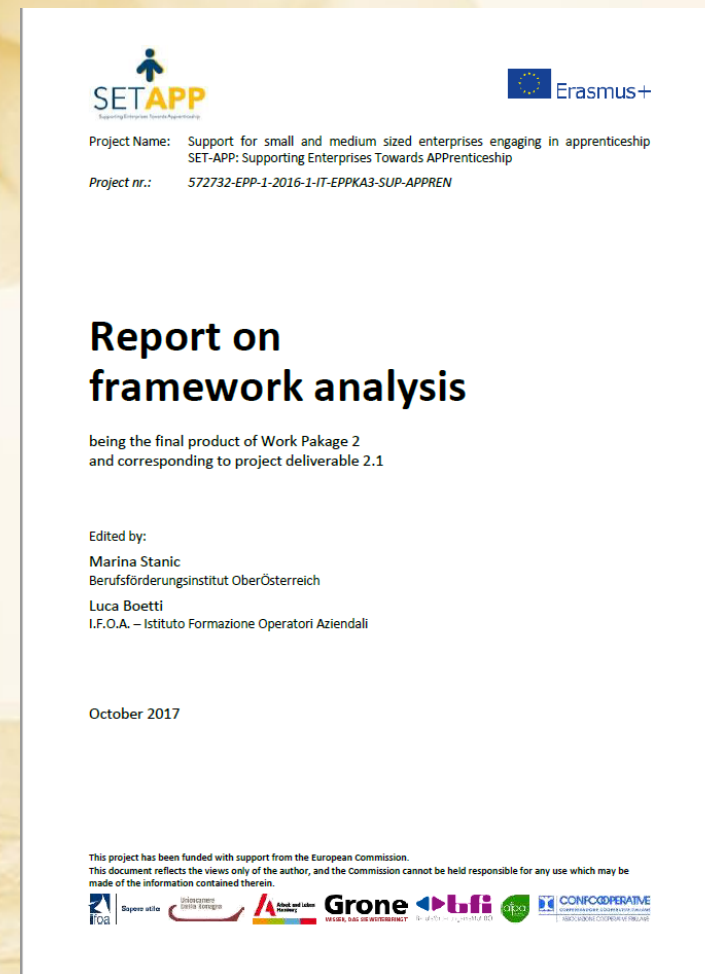 SETAPP
Supporting Enterprises Towards Apprenticeship
Erasmus+
Project Name: Support for small and medium sized enterprises engaging in apprenticeship
SET-APP: Supporting Enterprises Towards APPrenticeship
Project nr.: 572732-EPP-1-2016-1-IT-EPPKA3-SUP-APPREN
Report on
framework analysis
being the final product of Work Pakage 2
and corresponding to project deliverable 2.1
Edited by:
Marina Stanic
Berufsförderungsinstitut OberÖsterreich
Luca Boetti
I.F.O.A. – Istituto Formazione Operatori Aziendali
October 2017
This project has been funded with support from the European Commission.
This document reflects the views only of the author, and the Commission cannot be held responsible for any use which may be
made of the information contained therein.
ifoa Sapere utile
Unioncamere
Emilia-Romagna
Arbeit und Leben
Hamburg
Grone
WISSEN, DAS SIE WEITERBRINGT
bfi
afpa
CONFCOOPERATIVE